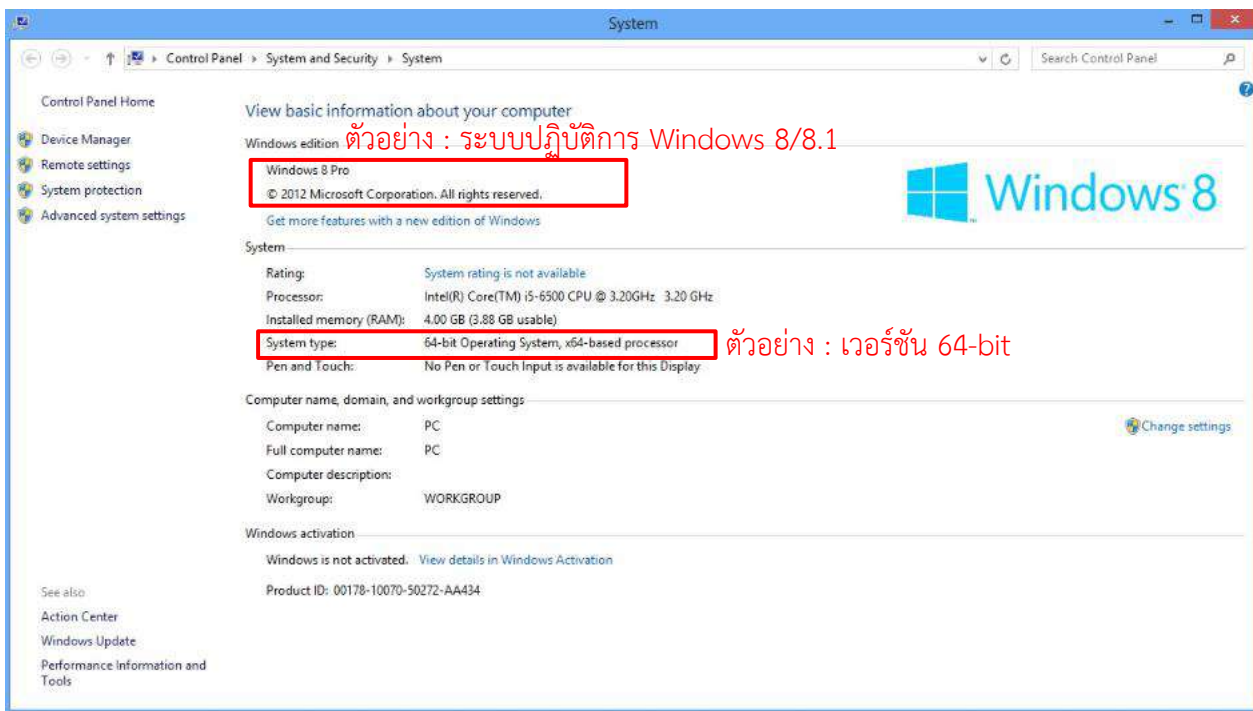 System
Control Panel ▸ System and Security ▸ System
Search Control Panel
Control Panel Home
Device Manager
Remote settings
System protection
Advanced system settings
View basic information about your computer
Windows edition
ตัวอย่าง : ระบบปฏิบัติการ Windows 8/8.1
Windows 8 Pro
© 2012 Microsoft Corporation. All rights reserved.
Get more features with a new edition of Windows
Windows 8
System
Rating: System rating is not available
Processor: Intel(R) Core(TM) i5-6500 CPU @ 3.20GHz 3.20 GHz
Installed memory (RAM): 4.00 GB (3.88 GB usable)
System type: 64-bit Operating System, x64-based processor
ตัวอย่าง : เวอร์ชัน 64-bit
Pen and Touch: No Pen or Touch Input is available for this Display
Computer name, domain, and workgroup settings
Computer name: PC
Change settings
Full computer name: PC
Computer description:
Workgroup: WORKGROUP
Windows activation
Windows is not activated. View details in Windows Activation
Product ID: 00178-10070-50272-AA434
See also
Action Center
Windows Update
Performance Information and
Tools